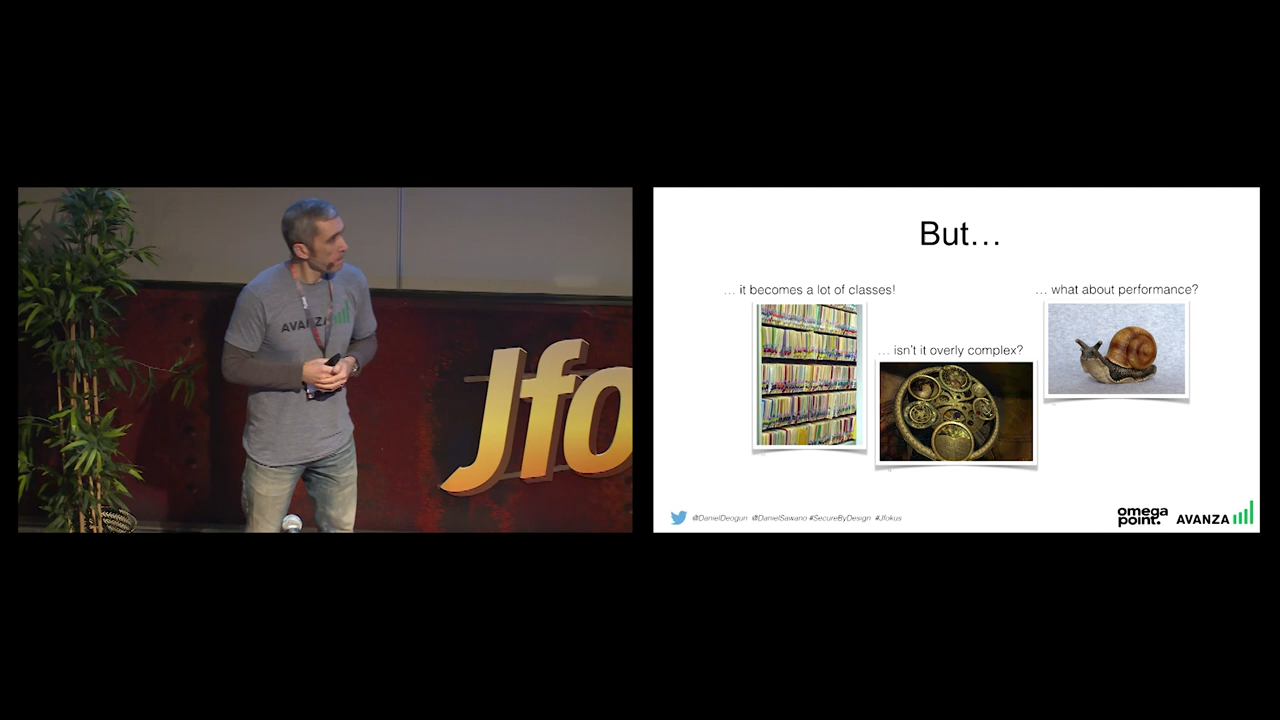 AVANZA
Jfo
But…
… it becomes a lot of classes!
… what about performance?
… isn't it overly complex?
@DanielDeogun @DanielSawano #SecureByDesign #Jfokus
omega
point.
AVANZA